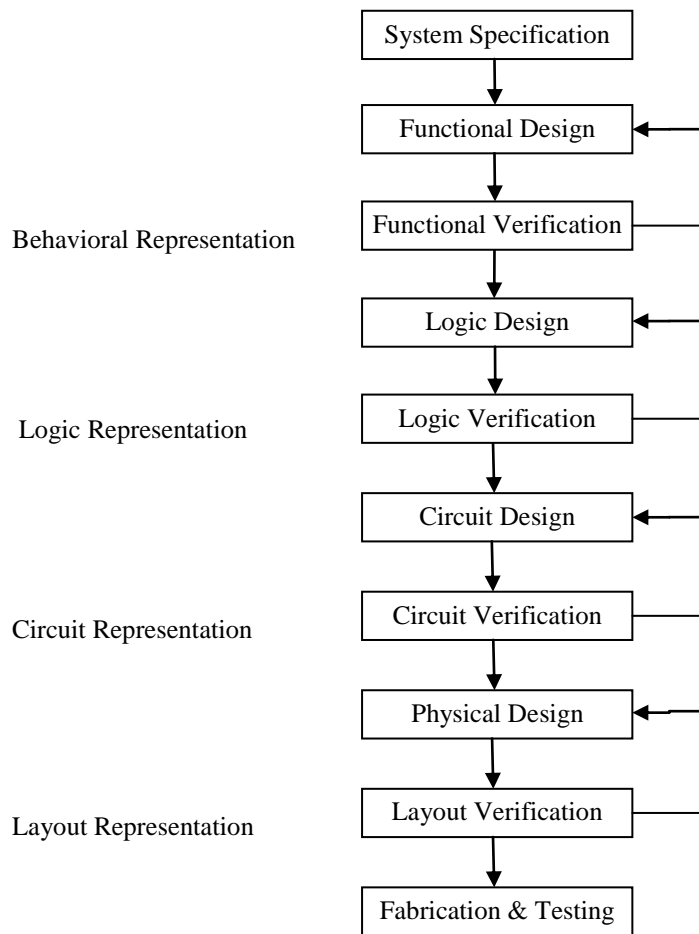 System Specification
Functional Design
Functional Verification
Behavioral Representation
Logic Design
Logic Verification
Logic Representation
Circuit Design
Circuit Verification
Circuit Representation
Physical Design
Layout Verification
Layout Representation
Fabrication & Testing